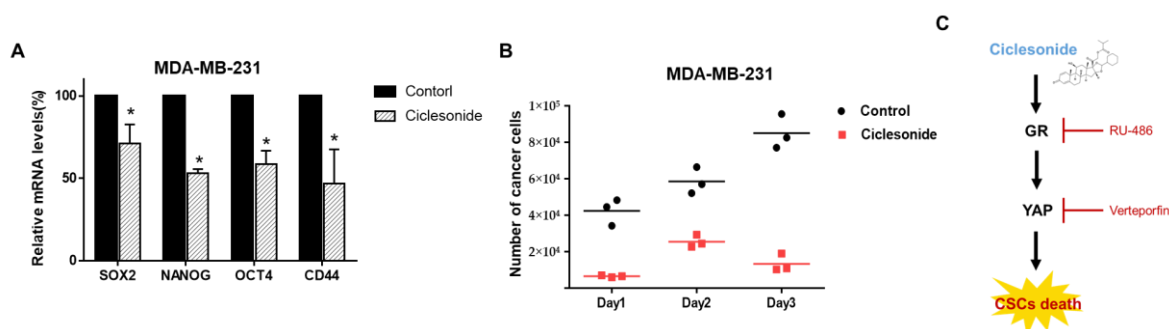 A
MDA-MB-231
Relative mRNA levels(%)
100
50
0
* * * *
SOX2 NANOG OCT4 CD44
Contorl
Ciclesonide
B
MDA-MB-231
Number of cancer cells
1×10⁵
8×10⁴
6×10⁴
4×10⁴
2×10⁴
Day1 Day2 Day3
Control
Ciclesonide
C
Ciclesonide
GR
RU-486
YAP
Verteporfin
CSCs death